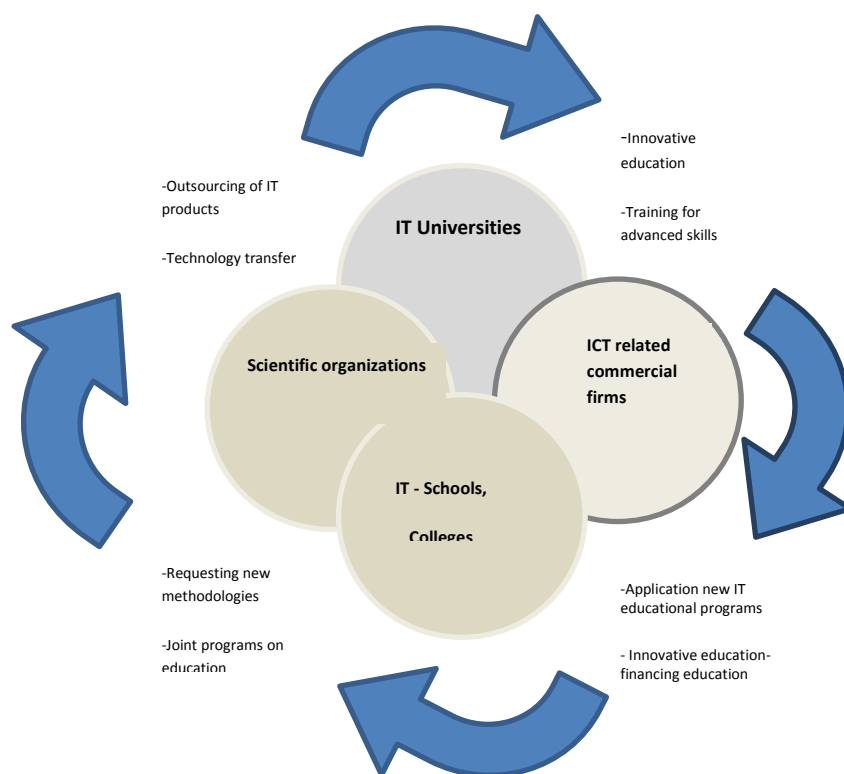 -Innovative
education
-Training for
advanced skills
-Outsourcing of IT
products
-Technology transfer
IT Universities
ICT related
commercial
firms
Scientific organizations
IT - Schools,
Colleges
-Requesting new
methodologies
-Joint programs on
education
-Application new IT
educational programs
- Innovative education-
financing education